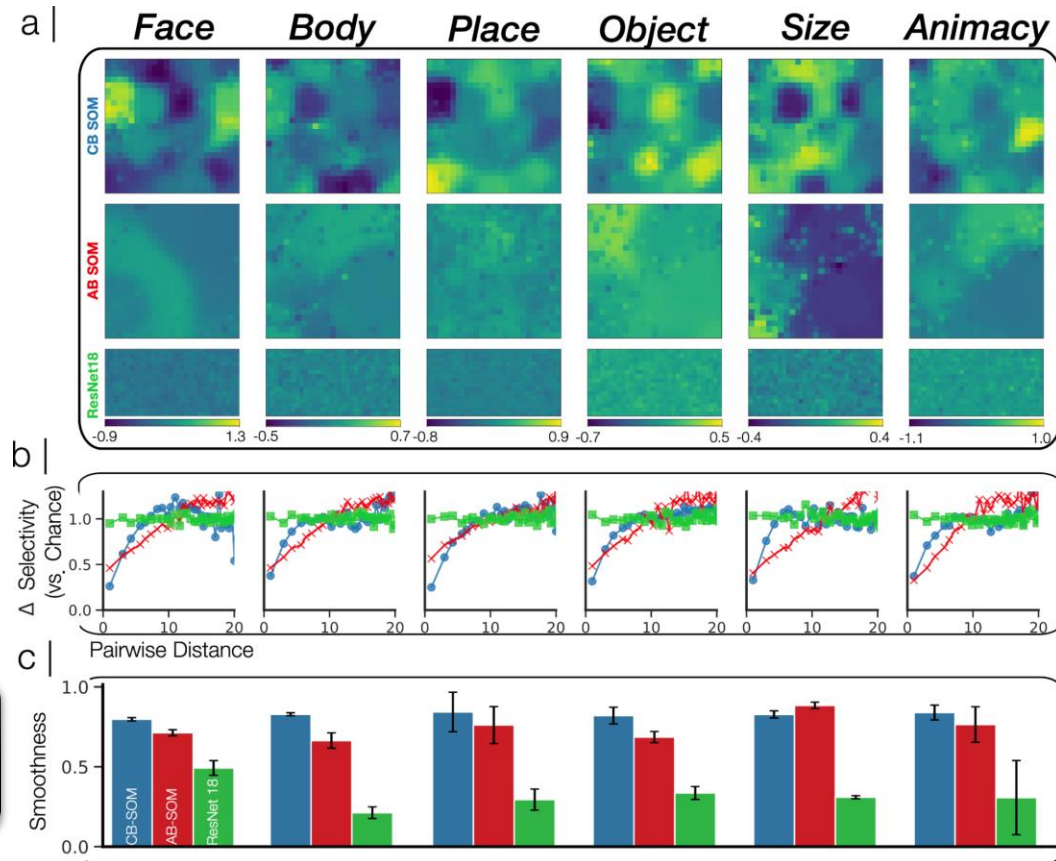 a |
Face Body Place Object Size Animacy
CB SOM
AB SOM
ResNet18
-0.9 1.3 -0.5 0.7 -0.8 0.9 -0.7 0.5 -0.4 0.4 -1.1 1.0
b |
Δ Selectivity
(vs. Chance)
1.0
0.5
0.0
0 10 20 0 10 20 0 10 20 0 10 20 0 10 20 0 10 20
Pairwise Distance
c |
Smoothness
1.0
0.5
0.0
CB-SOM AB-SOM ResNet 18